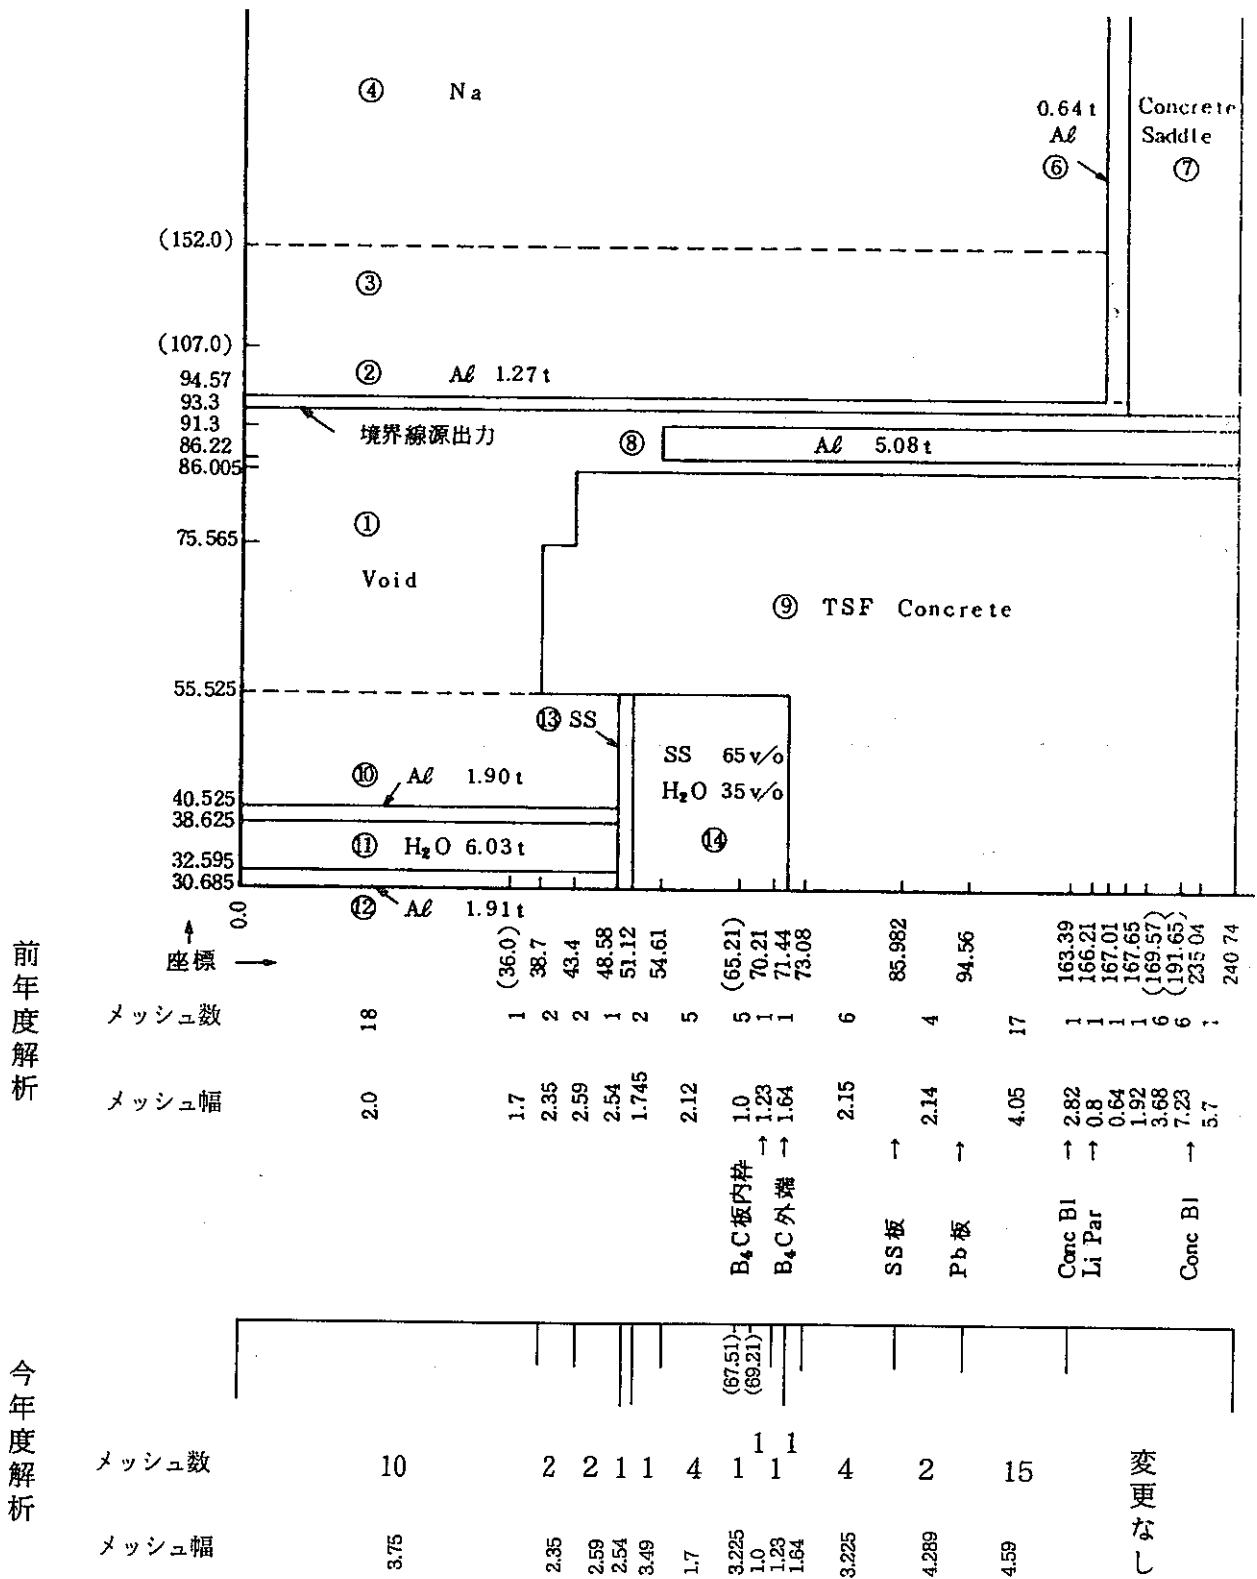 ④ Na
0.64t
Aℓ
⑥
Concrete
Saddle
⑦
(152.0)
③
(107.0)
94.57
② Aℓ 1.27t
93.3
91.3
境界線源出力
⑧ Aℓ 5.08t
86.22
86.005
①
75.565
Void
⑨ TSF Concrete
55.525
⑬ SS
SS 65v/o
H₂O 35v/o
⑭
⑩ Aℓ 1.90t
40.525
38.625
⑪ H₂O 6.03t
32.595
30.685
⑫ Aℓ 1.91t
前年度解析
座標 →
0.0 (36.0) 38.7 43.4 48.58 51.12 54.61 (65.21) 70.21 71.44 73.08 85.982 94.56 163.39 166.21 167.01 167.65 (169.57) (191.65) 235.04 240.74
メッシュ数 18 1 2 2 1 2 5 5 1 1 6 4 17 1 1 1 1 6 6
メッシュ幅 2.0 1.7 2.35 2.59 2.54 1.745 2.12 1.0 1.23 1.64 2.15 2.14 4.05 2.82 0.8 0.64 1.92 3.68 7.23 5.7
B₄C板内枠 →
B₄C外端 →
SS板 →
Pb板 →
Conc Bl →
Li Par →
Conc Bl →
今年度解析
(67.51) (69.21)
メッシュ数 10 2 2 1 1 4 1 1 1 1 4 2 15
メッシュ幅 3.75 2.35 2.59 2.54 3.49 1.7 3.225 1.0 1.23 1.64 3.225 4.289 4.59
変更なし